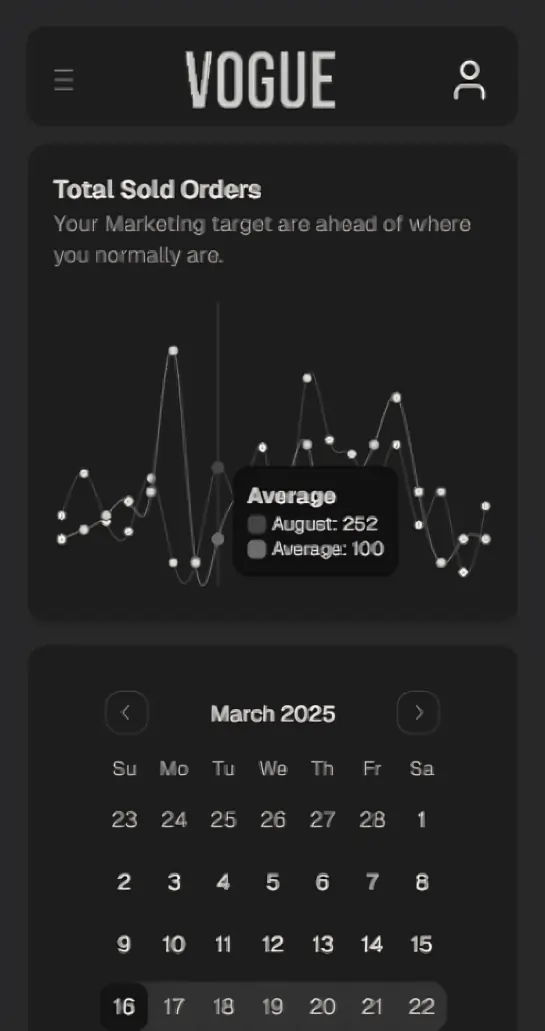 VOGUE
Total Sold Orders
Your Marketing target are ahead of where
you normally are.
Average
August: 252
Average: 100
March 2025
Su Mo Tu We Th Fr Sa
23 24 25 26 27 28 1
2 3 4 5 6 7 8
9 10 11 12 13 14 15
16 17 18 19 20 21 22